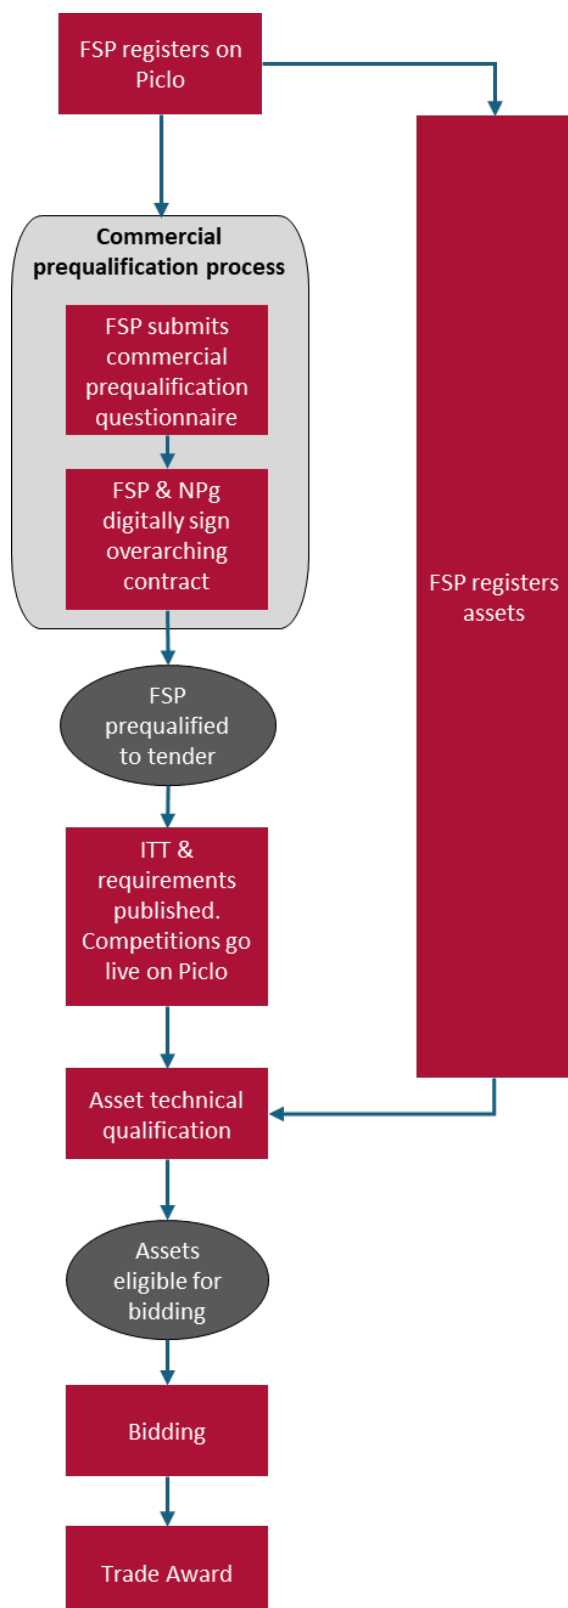 FSP registers on
Piclo
Commercial
prequalification process
FSP submits
commercial
prequalification
questionnaire
FSP & NPg
digitally sign
overarching
contract
FSP registers
assets
FSP
prequalified
to tender
ITT &
requirements
published.
Competitions go
live on Piclo
Asset technical
qualification
Assets
eligible for
bidding
Bidding
Trade Award